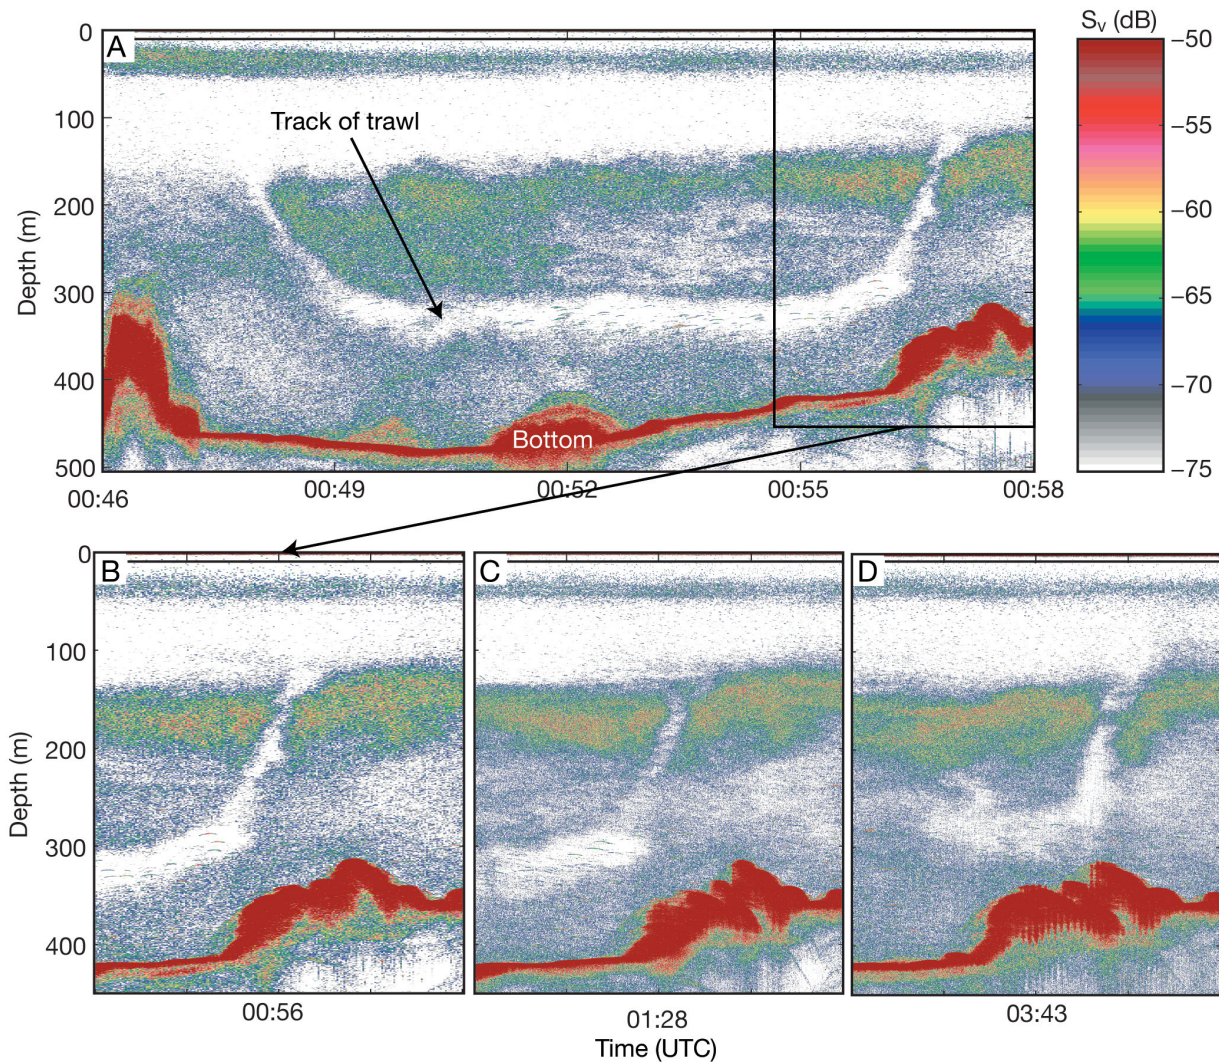 A
Track of trawl
Bottom
Depth (m)
0
100
200
300
400
500
00:46
00:49
00:52
00:55
00:58
Sv (dB)
−50
−55
−60
−65
−70
−75
B
C
D
Depth (m)
0
100
200
300
400
00:56
01:28
03:43
Time (UTC)